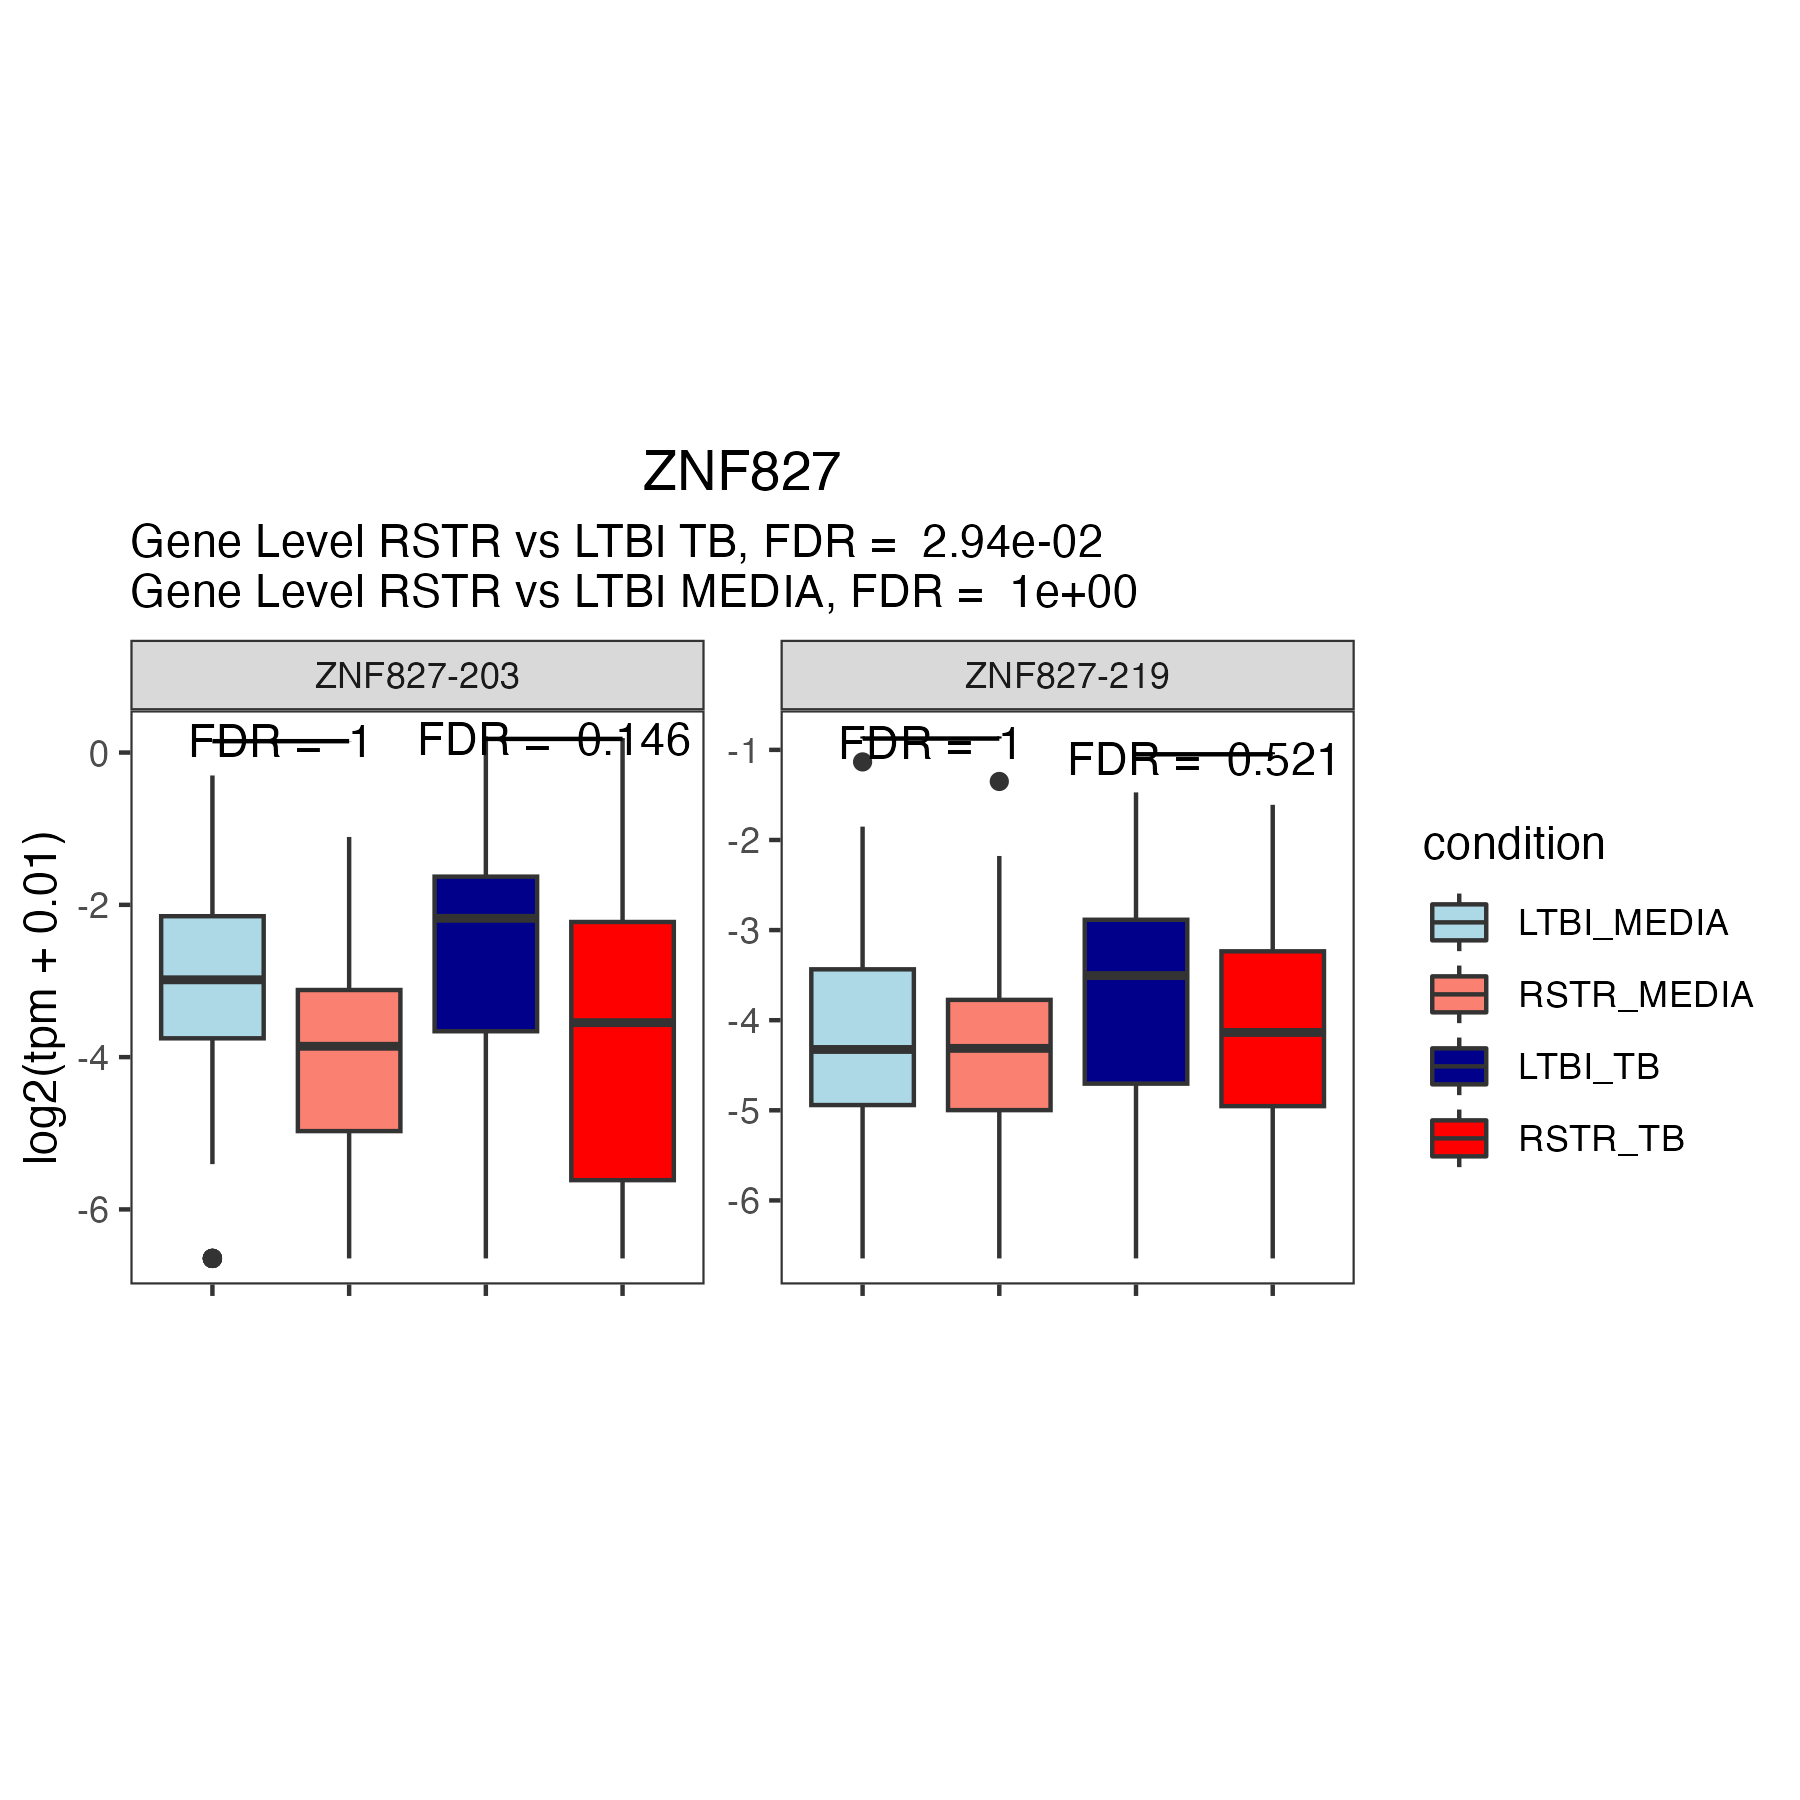 ZNF827
Gene Level RSTR vs LTBI TB, FDR = 2.94e-02
Gene Level RSTR vs LTBI MEDIA, FDR = 1e+00
ZNF827-203
ZNF827-219
FDR = 1
FDR = 0.146
FDR = 1
FDR = 0.521
0
-2
-4
-6
-1
-2
-3
-4
-5
-6
log2(tpm + 0.01)
condition
LTBI_MEDIA
RSTR_MEDIA
LTBI_TB
RSTR_TB